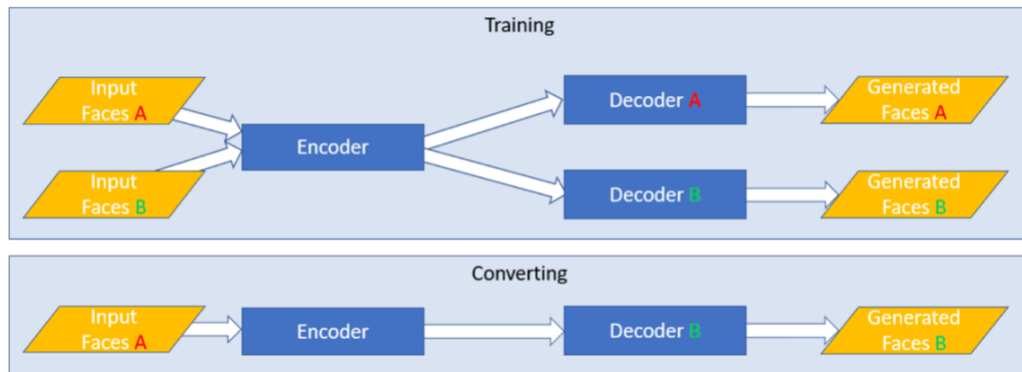 Training
Input
Faces A
Input
Faces B
Encoder
Decoder A
Decoder B
Generated
Faces A
Generated
Faces B
Converting
Input
Faces A
Encoder
Decoder B
Generated
Faces B